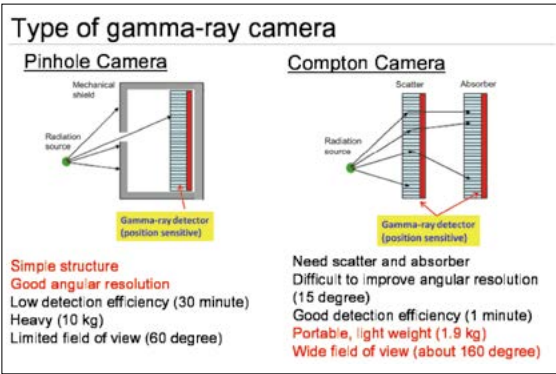 Type of gamma-ray camera
Pinhole Camera
Mechanical
shield
Radiation
source
Gamma-ray detector
(position sensitive)
Simple structure
Good angular resolution
Low detection efficiency (30 minute)
Heavy (10 kg)
Limited field of view (60 degree)
Compton Camera
Scatter
Absorber
Radiation
source
Gamma-ray detector
(position sensitive)
Need scatter and absorber
Difficult to improve angular resolution
(15 degree)
Good detection efficiency (1 minute)
Portable, light weight (1.9 kg)
Wide field of view (about 160 degree)